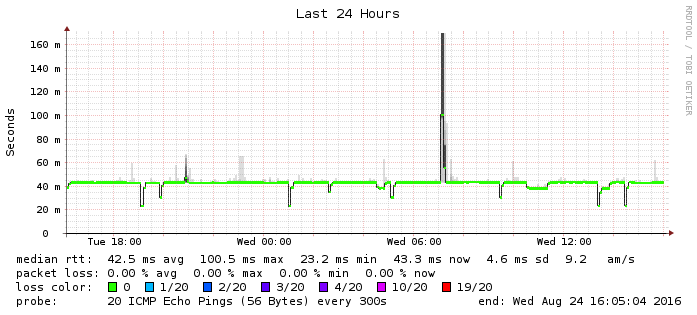 Last 24 Hours
RRDTOOL / TOBI OETIKER
Seconds
160 m
140 m
120 m
100 m
80 m
60 m
40 m
20 m
0
Tue 18:00 Wed 00:00 Wed 06:00 Wed 12:00
median rtt: 42.5 ms avg 100.5 ms max 23.2 ms min 43.3 ms now 4.6 ms sd 9.2 am/s
packet loss: 0.00 % avg 0.00 % max 0.00 % min 0.00 % now
loss color: 0 1/20 2/20 3/20 4/20 10/20 19/20
probe: 20 ICMP Echo Pings (56 Bytes) every 300s end: Wed Aug 24 16:05:04 2016